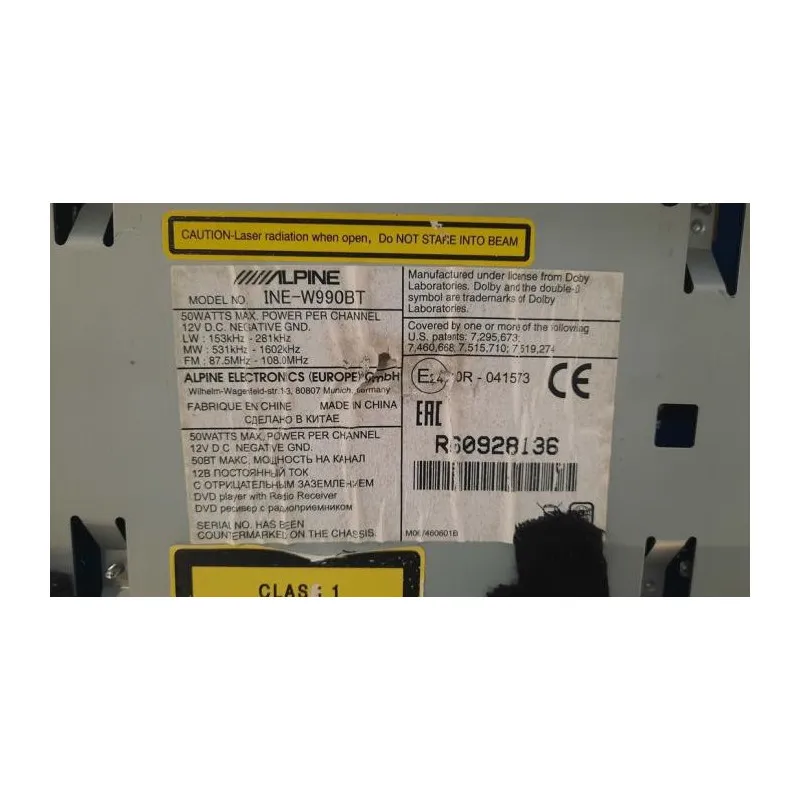 CAUTION-Laser radiation when open, Do NOT STARE INTO BEAM
ALPINE
MODEL NO. INE-W990BT
50WATTS MAX. POWER PER CHANNEL
12V D.C. NEGATIVE GND.
LW : 153kHz - 281kHz
MW : 531kHz - 1602kHz
FM : 87.5MHz - 108.0MHz
ALPINE ELECTRONICS (EUROPE) GmbH
Wilhelm-Wagenfeld-str.1-3, 80807 Munich, Germany
FABRIQUE EN CHINE MADE IN CHINA
СДЕЛАНО В КИТАЕ
50WATTS MAX. POWER PER CHANNEL
12V D.C. NEGATIVE GND.
50ВТ МАКС. МОЩНОСТЬ НА КАНАЛ
12В ПОСТОЯННЫЙ ТОК
С ОТРИЦАТЕЛЬНЫМ ЗАЗЕМЛЕНИЕМ
DVD player with Radio Receiver
DVD ресивер с радиоприемником
SERIAL NO. HAS BEEN
COUNTERMARKED ON THE CHASSIS.
Manufactured under license from Dolby
Laboratories. Dolby and the double-D
symbol are trademarks of Dolby
Laboratories.
Covered by one or more of the following
U.S. patents: 7,295,673;
7,460,668; 7,515,710; 7,519,274
0R - 041573 CE
EAC
R60928136
CLASS 1